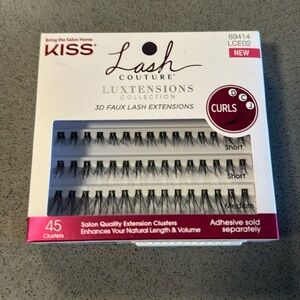 Bring the Salon Home
KISS®
Lash
COUTURE®
LUXTENSIONS
COLLECTION
3D FAUX LASH EXTENSIONS
89414
LCE02
NEW
CURLS
D
C
J
Short
Short
Medium
45
Clusters
Salon Quality Extension Clusters
Enhances Your Natural Length & Volume
Adhesive sold
separately